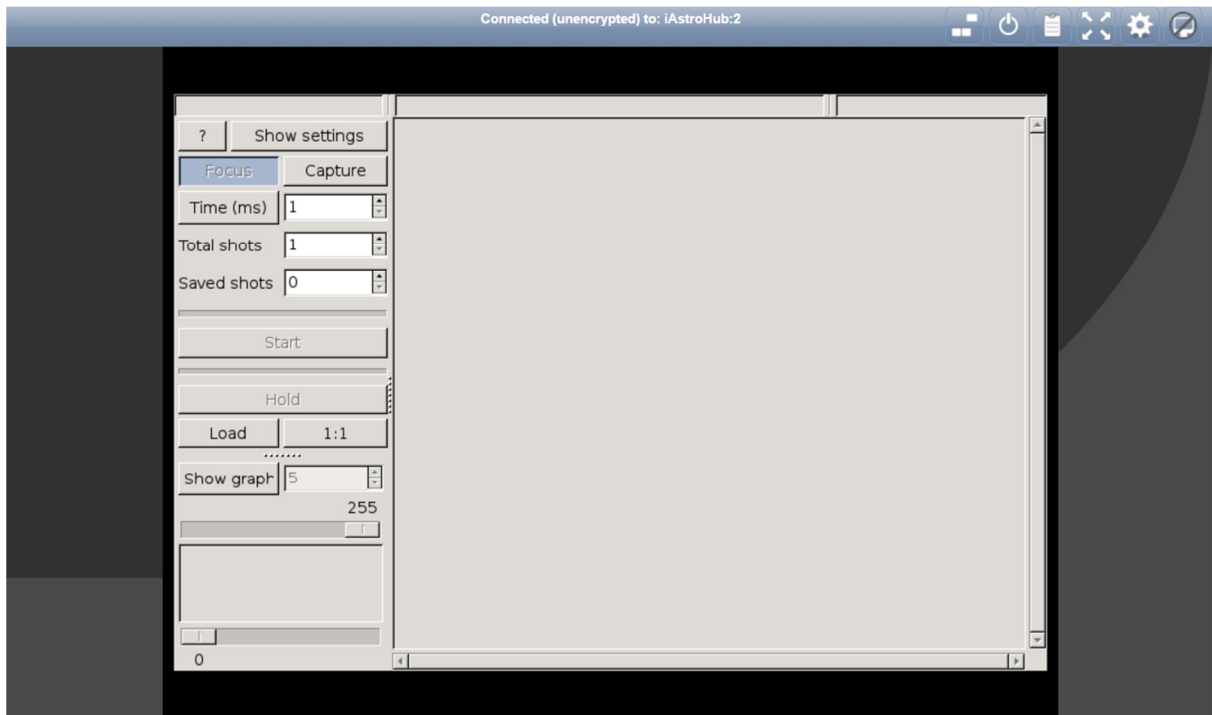 Connected (unencrypted) to: iAstroHub:2
? Show settings
Focus Capture
Time (ms) 1
Total shots 1
Saved shots 0
Start
Hold
Load 1:1
Show graph 5
255
0